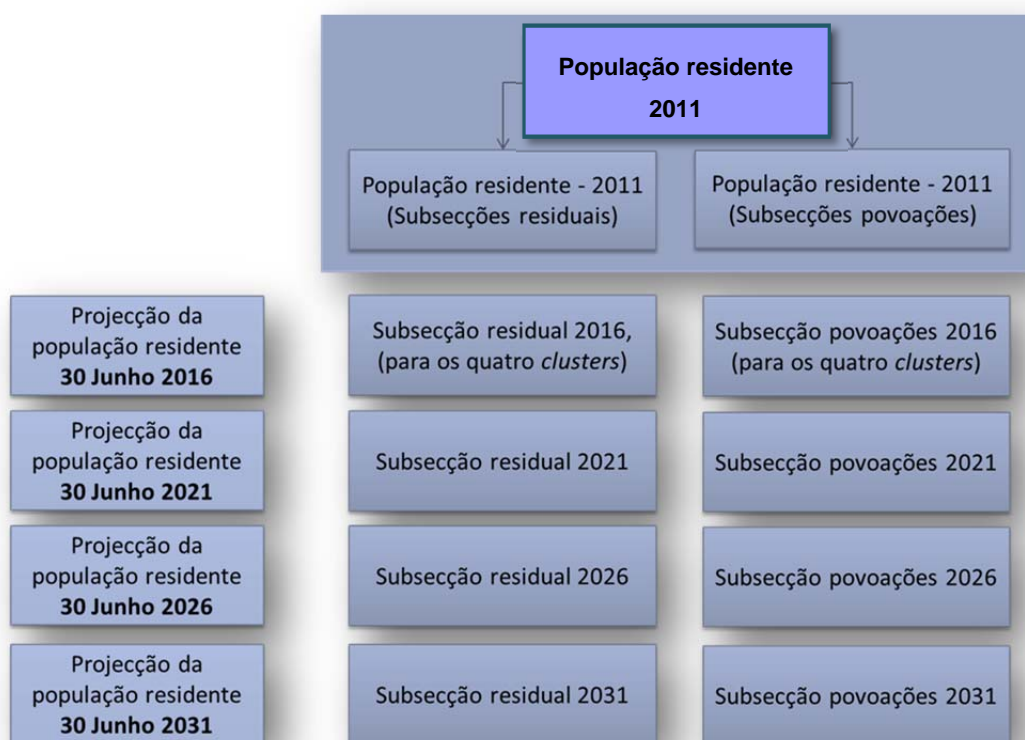 População residente
2011
População residente - 2011
(Subsecções residuais)
População residente - 2011
(Subsecções povoações)
Projecção da
população residente
30 Junho 2016
Subsecção residual 2016,
(para os quatro clusters)
Subsecção povoações 2016
(para os quatro clusters)
Projecção da
população residente
30 Junho 2021
Subsecção residual 2021
Subsecção povoações 2021
Projecção da
população residente
30 Junho 2026
Subsecção residual 2026
Subsecção povoações 2026
Projecção da
população residente
30 Junho 2031
Subsecção residual 2031
Subsecção povoações 2031